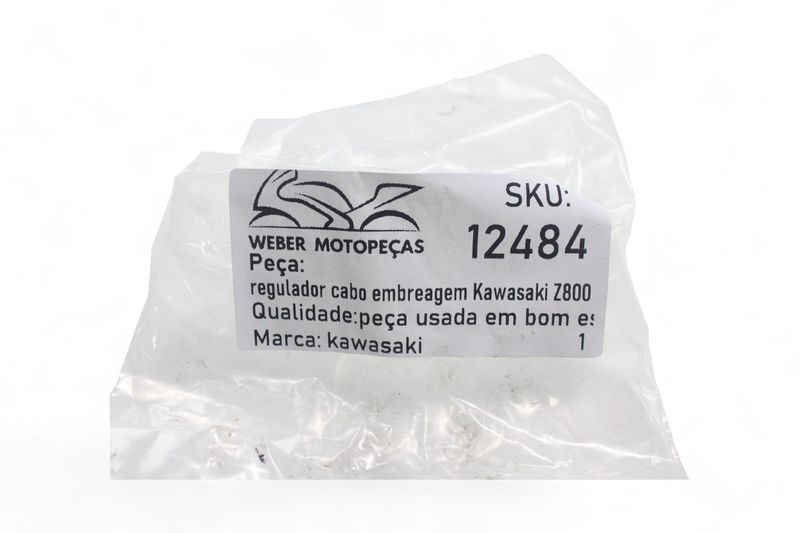 SKU:
12484
WEBER MOTOPEÇAS
Peça:
regulador cabo embreagem Kawasaki Z800
Qualidade:peça usada em bom es
Marca: kawasaki 1